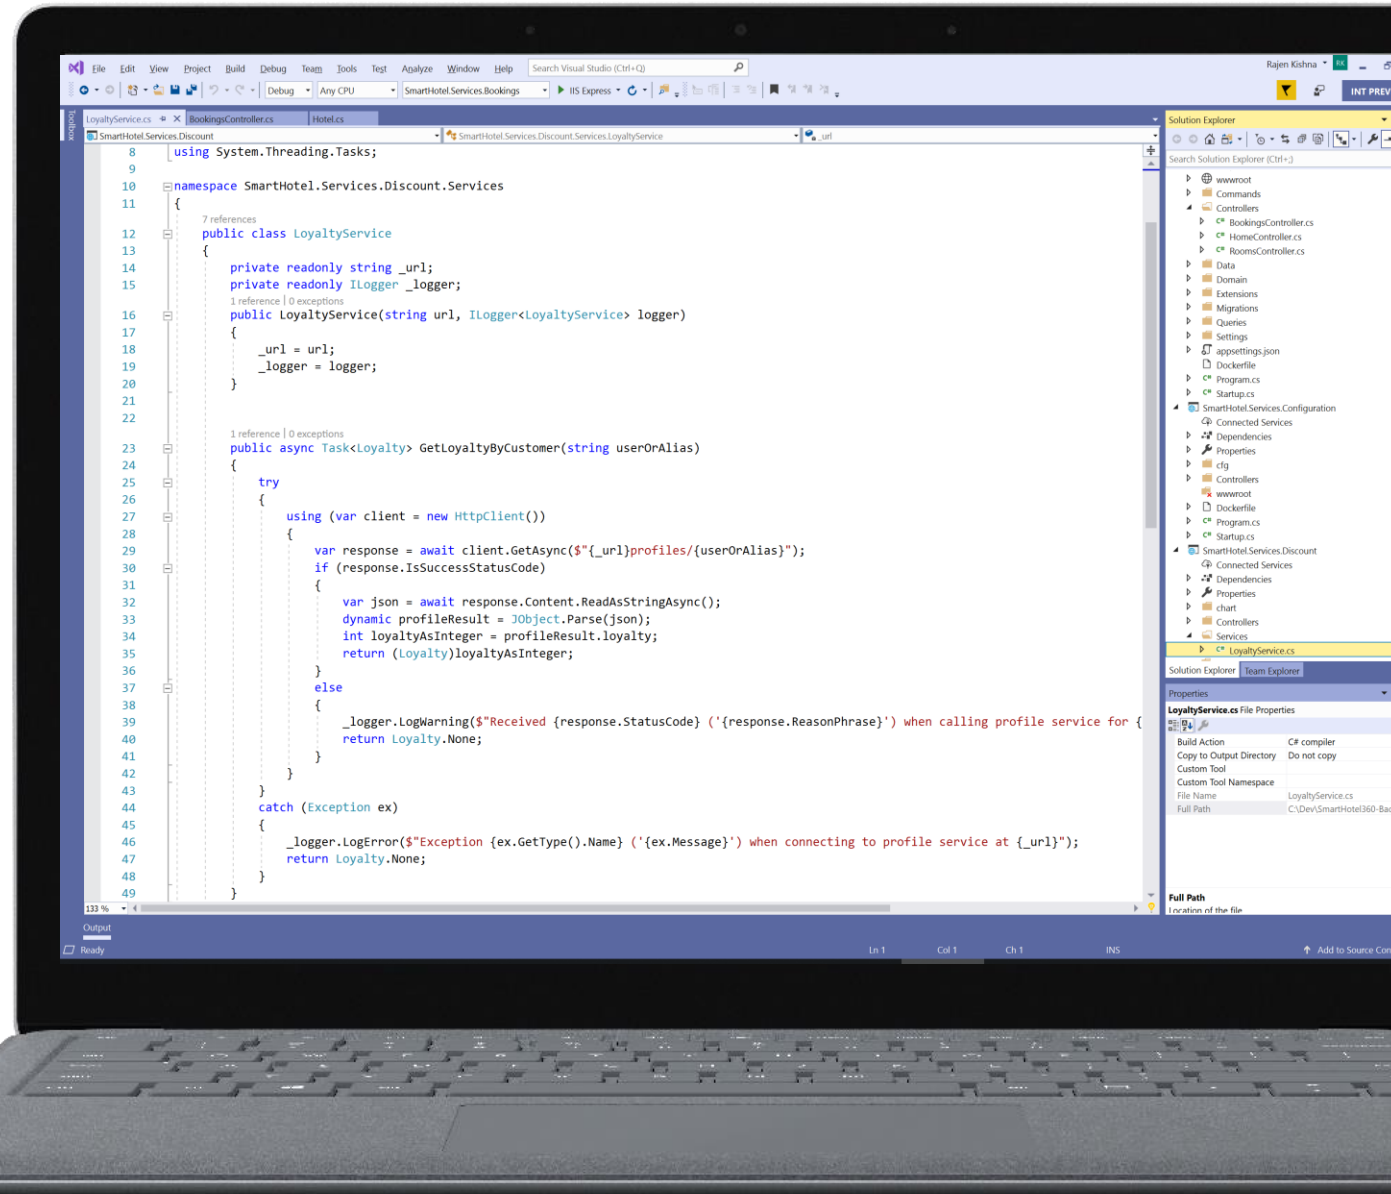 File Edit View Project Build Debug Team Tools Test Analyze Window Help Search Visual Studio (Ctrl+Q) Rajen Kishna RK
Debug Any CPU SmartHotel.Services.Bookings IIS Express INT PREV
Toolbox
LoyaltyService.cs BookingsController.cs Hotel.cs
SmartHotel.Services.Discount SmartHotel.Services.Discount.Services.LoyaltyService _url
8 using System.Threading.Tasks;
9
10 namespace SmartHotel.Services.Discount.Services
11 {
7 references
12 public class LoyaltyService
13 {
14 private readonly string _url;
15 private readonly ILogger _logger;
1 reference | 0 exceptions
16 public LoyaltyService(string url, ILogger<LoyaltyService> logger)
17 {
18 _url = url;
19 _logger = logger;
20 }
21
22
1 reference | 0 exceptions
23 public async Task<Loyalty> GetLoyaltyByCustomer(string userOrAlias)
24 {
25 try
26 {
27 using (var client = new HttpClient())
28 {
29 var response = await client.GetAsync($"{_url}profiles/{userOrAlias}");
30 if (response.IsSuccessStatusCode)
31 {
32 var json = await response.Content.ReadAsStringAsync();
33 dynamic profileResult = JObject.Parse(json);
34 int loyaltyAsInteger = profileResult.loyalty;
35 return (Loyalty)loyaltyAsInteger;
36 }
37 else
38 {
39 _logger.LogWarning($"Received {response.StatusCode} ('{response.ReasonPhrase}') when calling profile service for {
40 return Loyalty.None;
41 }
42 }
43 }
44 catch (Exception ex)
45 {
46 _logger.LogError($"Exception {ex.GetType().Name} ('{ex.Message}') when connecting to profile service at {_url}");
47 return Loyalty.None;
48 }
49 }
133 %
Output
Ready Ln 1 Col 1 Ch 1 INS Add to Source Con
Solution Explorer
Search Solution Explorer (Ctrl+;)
wwwroot
Commands
Controllers
C# BookingsController.cs
C# HomeController.cs
C# RoomsController.cs
Data
Domain
Extensions
Migrations
Queries
Settings
appsettings.json
Dockerfile
C# Program.cs
C# Startup.cs
SmartHotel.Services.Configuration
Connected Services
Dependencies
Properties
cfg
Controllers
wwwroot
Dockerfile
C# Program.cs
C# Startup.cs
SmartHotel.Services.Discount
Connected Services
Dependencies
Properties
chart
Controllers
Services
C# LoyaltyService.cs
Solution Explorer Team Explorer
Properties
LoyaltyService.cs File Properties
Build Action C# compiler
Copy to Output Directory Do not copy
Custom Tool
Custom Tool Namespace
File Name LoyaltyService.cs
Full Path C:\Dev\SmartHotel360-Bac
Full Path
Location of the file